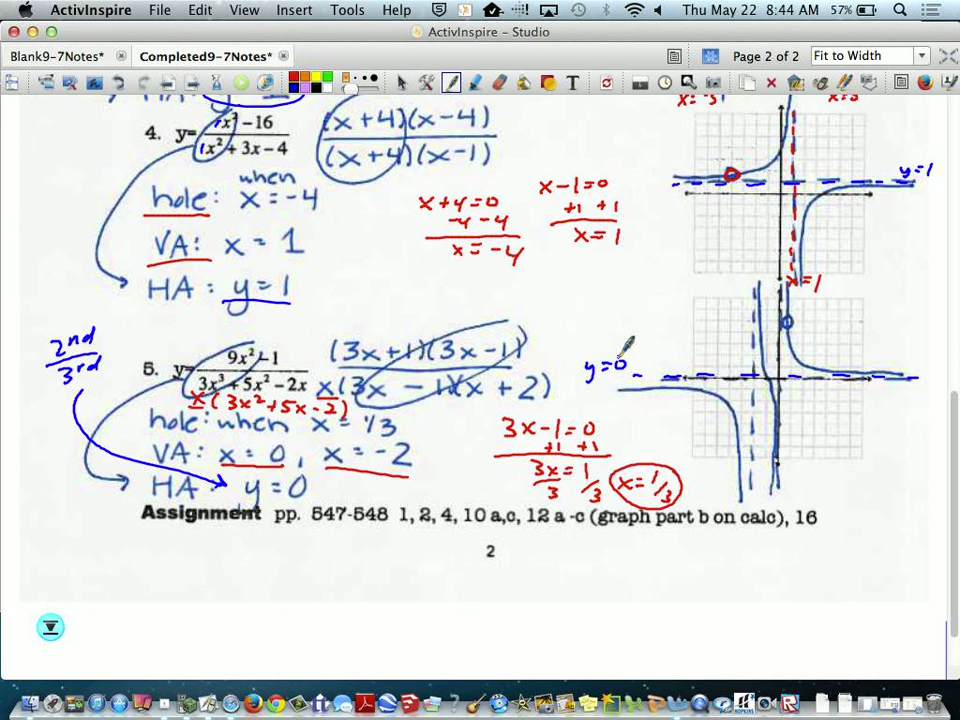 ActivInspire File Edit View Insert Tools Help Thu May 22 8:44 AM 57%
ActivInspire - Studio
Blank9-7Notes* Completed9-7Notes* Page 2 of 2 Fit to Width
HA:
x=3
4. y= 1x² -16 / 1x² + 3x - 4
(x+4)(x-4)
(x+4)(x-1)
hole: when x = -4
VA: x = 1
HA: y = 1
x+4=0
-4 -4
x = -4
x-1=0
+1 +1
x = 1
y=1
x=1
2nd
3rd
5. y= 9x² -1 / 3x³ + 5x² - 2x
(3x+1)(3x-1)
x(3x-1)(x+2)
x(3x²+5x-2)
hole: when x = 1/3
VA: x = 0, x = -2
HA: y = 0
3x-1=0
+1 +1
3x = 1
3 3
x = 1/3
y=0
Assignment pp. 547-548 1, 2, 4, 10 a,c, 12 a -c (graph part b on calc), 16
2